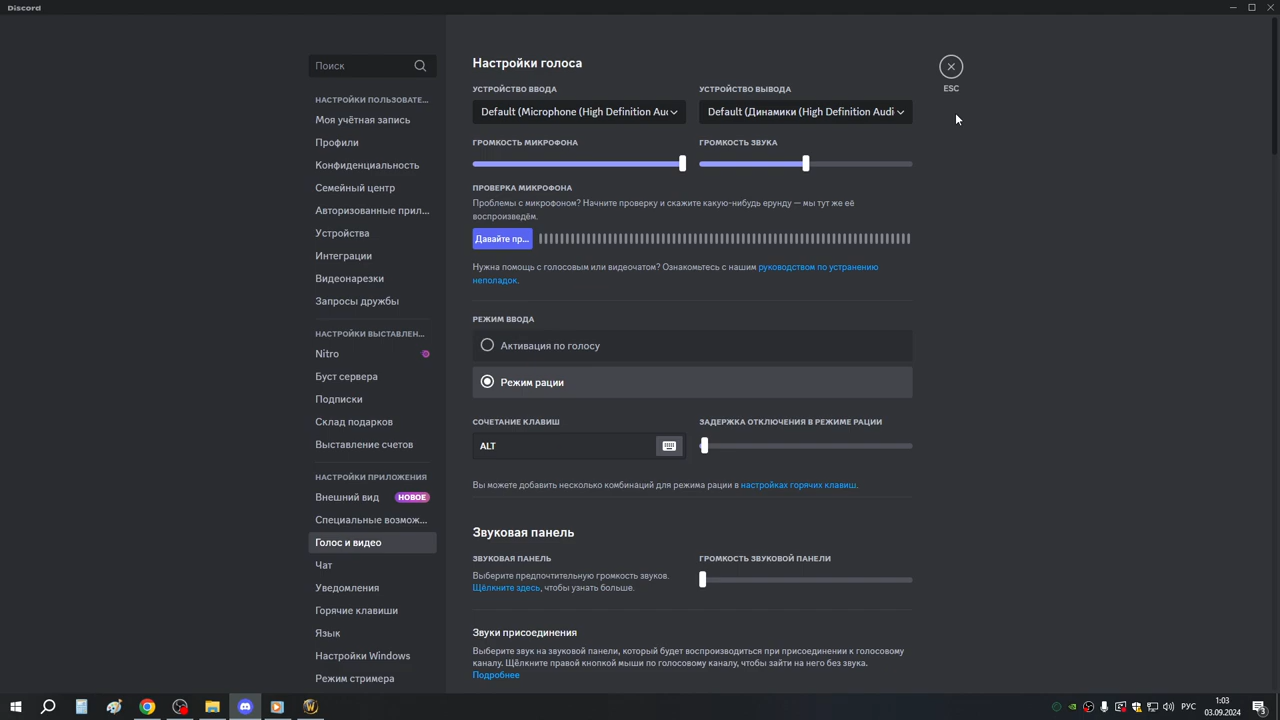 Discord
Поиск
НАСТРОЙКИ ПОЛЬЗОВАТЕ...
Моя учётная запись
Профили
Конфиденциальность
Семейный центр
Авторизованные прил...
Устройства
Интеграции
Видеонарезки
Запросы дружбы
НАСТРОЙКИ ВЫСТАВЛЕН...
Nitro
Буст сервера
Подписки
Склад подарков
Выставление счетов
НАСТРОЙКИ ПРИЛОЖЕНИЯ
Внешний вид НОВОЕ
Специальные возмож...
Голос и видео
Чат
Уведомления
Горячие клавиши
Язык
Настройки Windows
Режим стримера
Настройки голоса
УСТРОЙСТВО ВВОДА
Default (Microphone (High Definition Auc
УСТРОЙСТВО ВЫВОДА
Default (Динамики (High Definition Audi
ГРОМКОСТЬ МИКРОФОНА
ГРОМКОСТЬ ЗВУКА
ПРОВЕРКА МИКРОФОНА
Проблемы с микрофоном? Начните проверку и скажите какую-нибудь ерунду — мы тут же её
воспроизведём.
Давайте пр...
Нужна помощь с голосовым или видеочатом? Ознакомьтесь с нашим руководством по устранению
неполадок.
РЕЖИМ ВВОДА
Активация по голосу
Режим рации
СОЧЕТАНИЕ КЛАВИШ
ALT
ЗАДЕРЖКА ОТКЛЮЧЕНИЯ В РЕЖИМЕ РАЦИИ
Вы можете добавить несколько комбинаций для режима рации в настройках горячих клавиш.
Звуковая панель
ЗВУКОВАЯ ПАНЕЛЬ
Выберите предпочтительную громкость звуков.
Щёлкните здесь, чтобы узнать больше.
ГРОМКОСТЬ ЗВУКОВОЙ ПАНЕЛИ
Звуки присоединения
Выберите звук на звуковой панели, который будет воспроизводиться при присоединении к голосовому
каналу. Щёлкните правой кнопкой мыши по голосовому каналу, чтобы зайти на него без звука.
Подробнее
ESC
РУС
1:03
03.09.2024
3